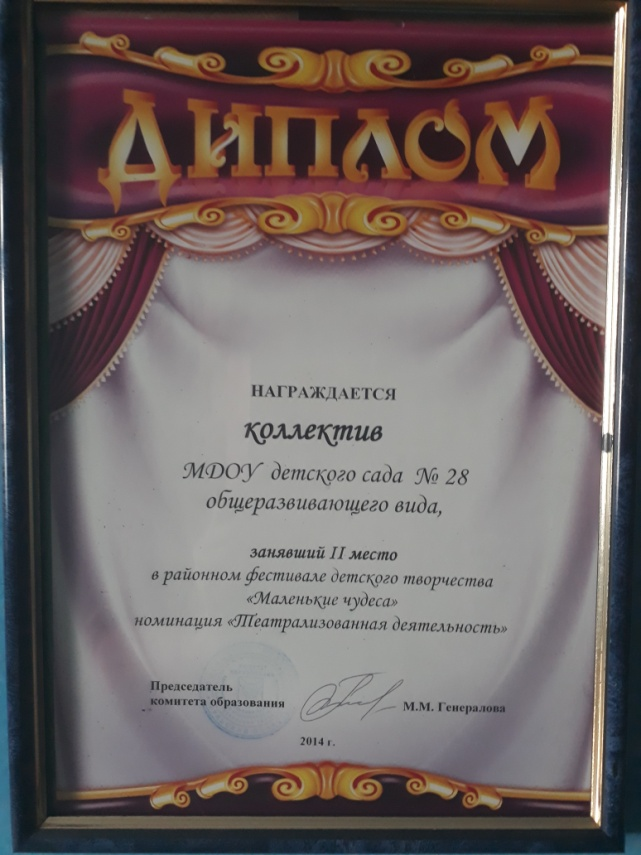 ДИПЛОМ
НАГРАЖДАЕТСЯ
коллектив
МДОУ детского сада № 28
общеразвивающего вида,
занявший II место
в районном фестивале детского творчества
«Маленькие чудеса»
номинация «Театрализованная деятельность»
Председатель
комитета образования М.М. Генералова
2014 г.